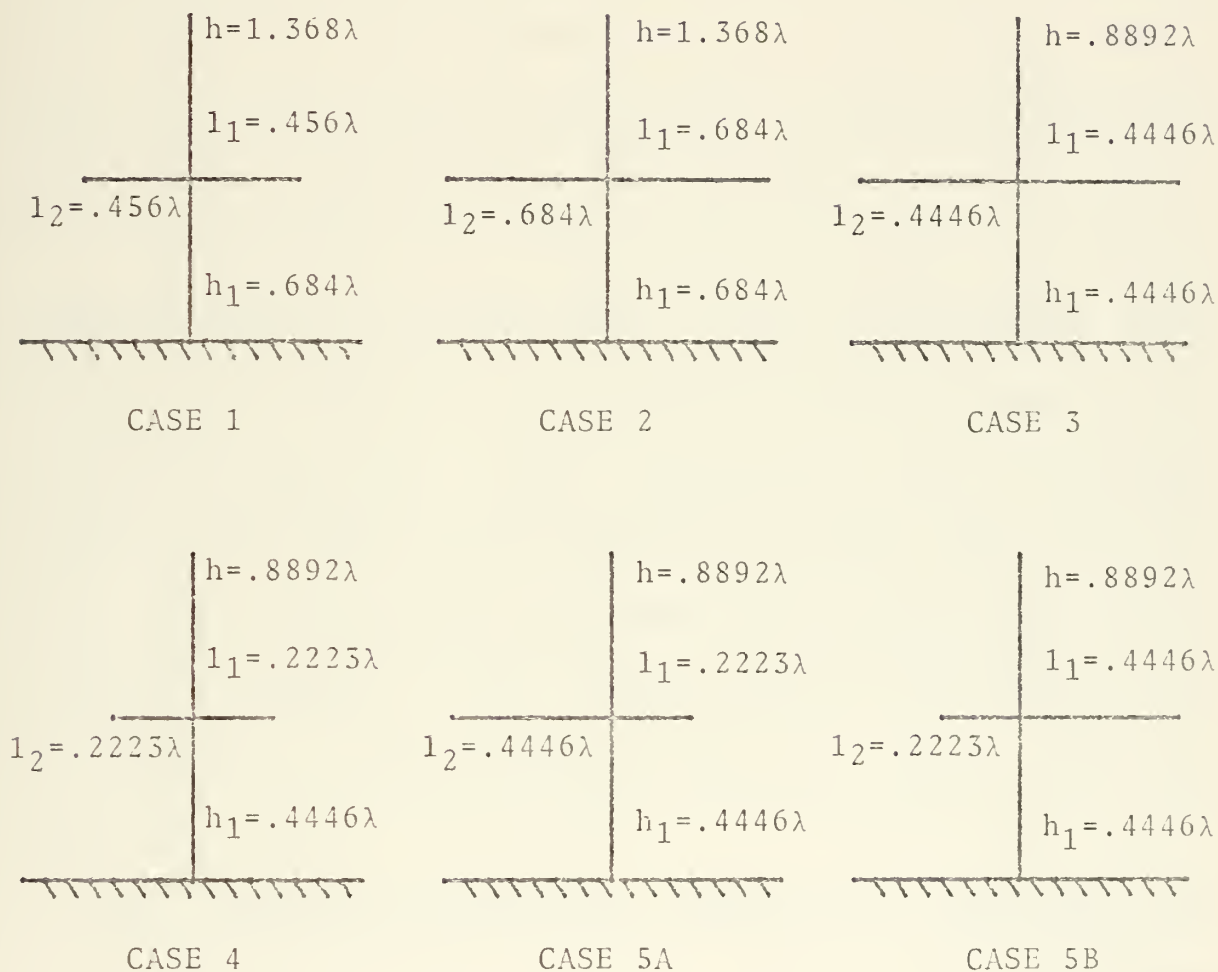 h=1.368λ
l₁=.456λ
l₂=.456λ
h₁=.684λ
CASE 1
h=1.368λ
l₁=.684λ
l₂=.684λ
h₁=.684λ
CASE 2
h=.8892λ
l₁=.4446λ
l₂=.4446λ
h₁=.4446λ
CASE 3
h=.8892λ
l₁=.2223λ
l₂=.2223λ
h₁=.4446λ
CASE 4
h=.8892λ
l₁=.2223λ
l₂=.4446λ
h₁=.4446λ
CASE 5A
h=.8892λ
l₁=.4446λ
l₂=.2223λ
h₁=.4446λ
CASE 5B